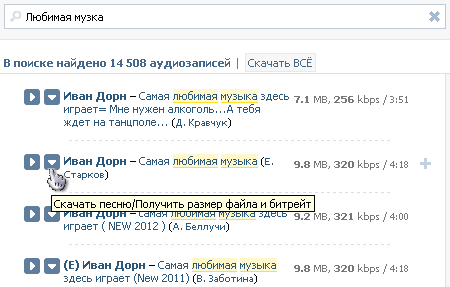 Любимая музка
В поиске найдено 14 508 аудиозаписей | Скачать ВСЁ
Иван Дорн – Самая любимая музыка здесь 7.1 MB, 256 kbps / 3:51
играет= Мне нужен алкоголь...А тебя
ждет на танцполе... (Д. Кравчук)
Иван Дорн – Самая любимая музыка (Е. 9.8 MB, 320 kbps / 4:18
Старков)
Скачать песню/Получить размер файла и битрейт
Иван Дорн – Самая любимая музыка здесь 9.2 MB, 321 kbps / 4:00
играет ( NEW 2012 ) (А. Беллучи)
(E) Иван Дорн – Самая любимая музыка 9.8 MB, 320 kbps / 4:18
здесь играет (New 2011) (В. Заботина)